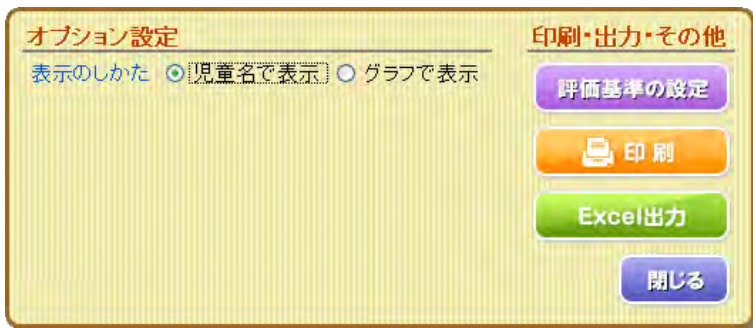 オプション設定
表示のしかた 児童名で表示 グラフで表示
印刷・出力・その他
評価基準の設定
印刷
Excel出力
閉じる